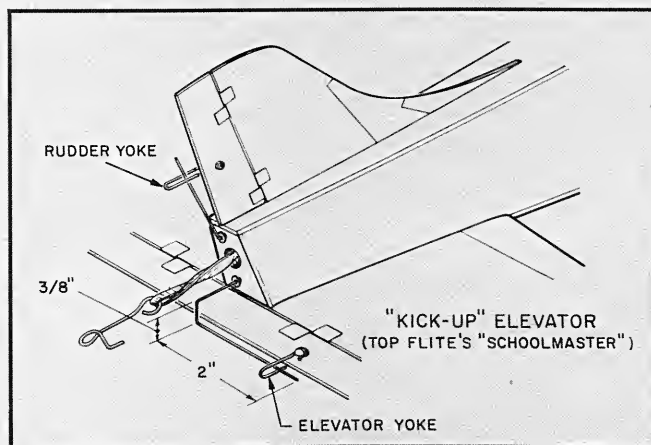 RUDDER YOKE
3/8"
2"
"KICK-UP" ELEVATOR
(TOP FLITE'S "SCHOOLMASTER")
ELEVATOR YOKE